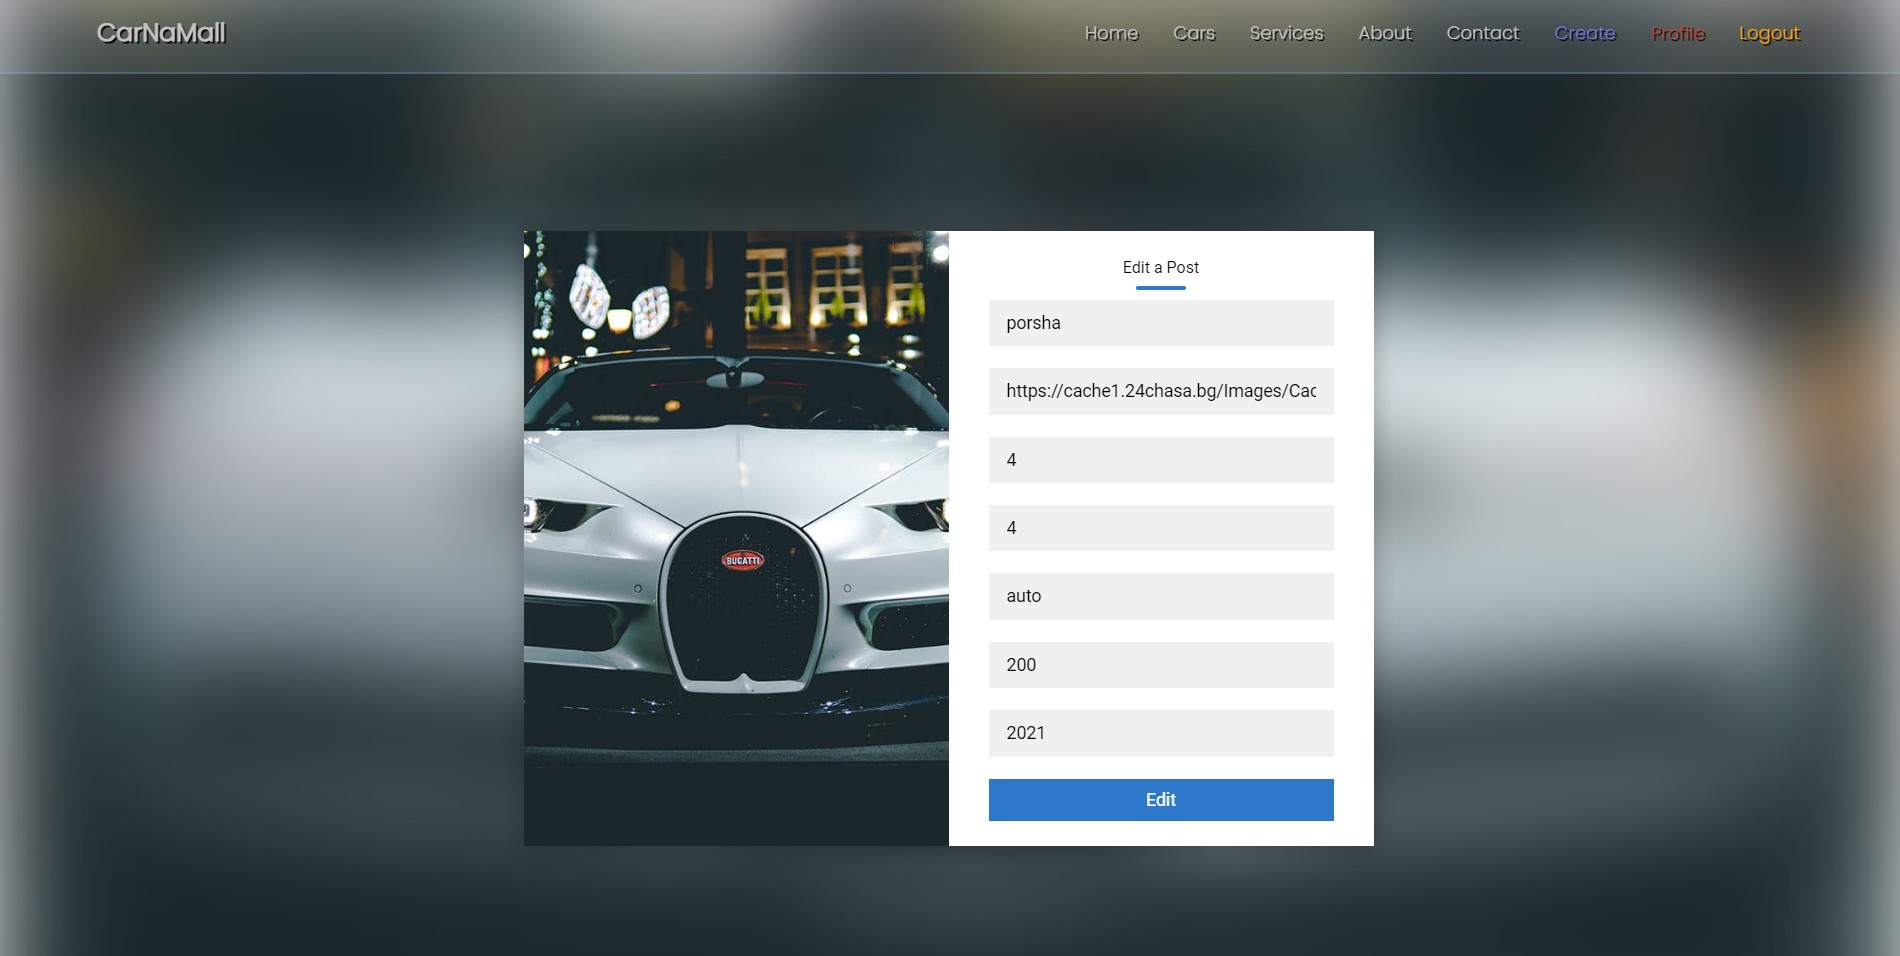 CarNaMall
Home Cars Services About Contact Create Profile Logout
Edit a Post
porsha
https://cache1.24chasa.bg/Images/Cac
4
4
auto
200
2021
Edit
BUGATTI